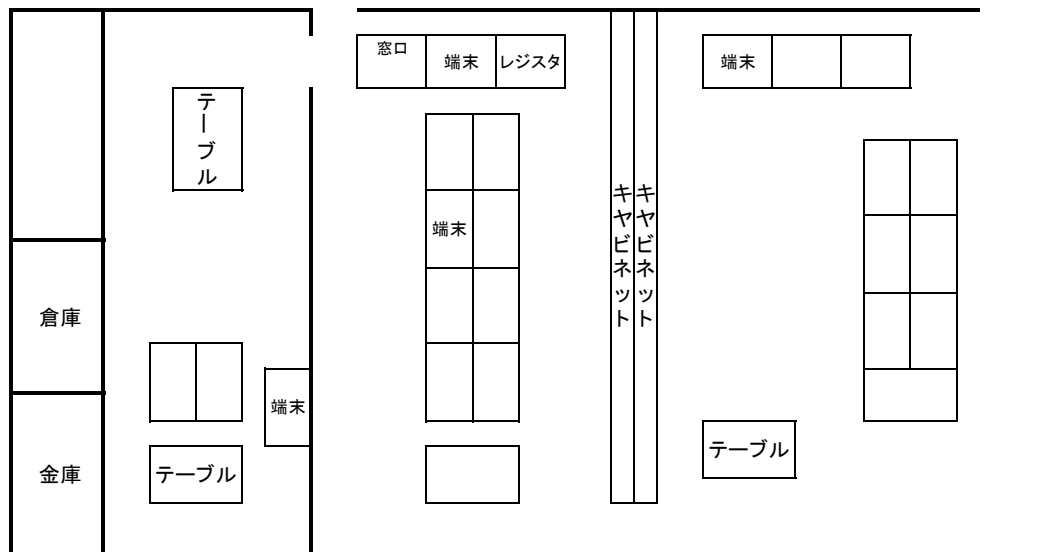 窓口
端末
レジスタ
端末
テーブル
キャビネット
キャビネット
端末
倉庫
端末
テーブル
金庫
テーブル